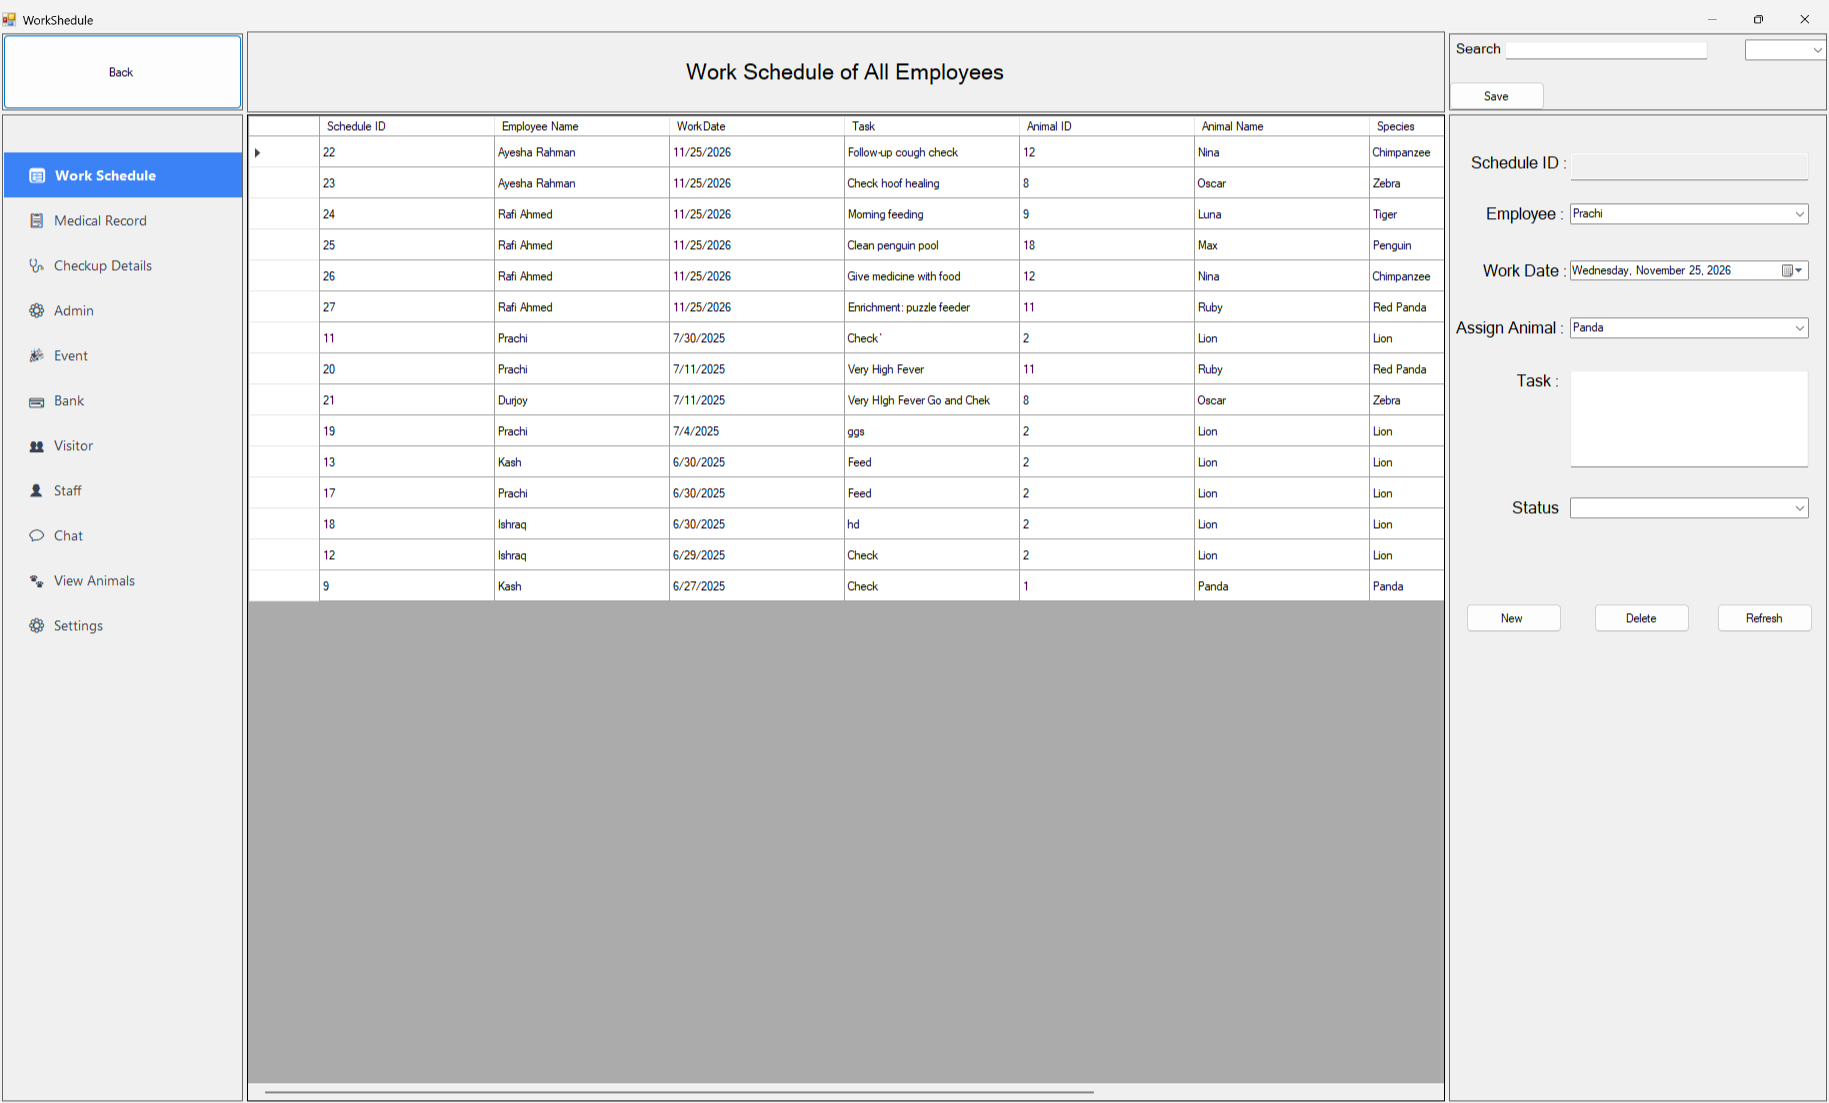 WorkShedule
Back
Work Schedule of All Employees
Search
Save
Work Schedule
Medical Record
Checkup Details
Admin
Event
Bank
Visitor
Staff
Chat
View Animals
Settings
Schedule ID Employee Name WorkDate Task Animal ID Animal Name Species
22 Ayesha Rahman 11/25/2026 Follow-up cough check 12 Nina Chimpanzee
23 Ayesha Rahman 11/25/2026 Check hoof healing 8 Oscar Zebra
24 Rafi Ahmed 11/25/2026 Morning feeding 9 Luna Tiger
25 Rafi Ahmed 11/25/2026 Clean penguin pool 18 Max Penguin
26 Rafi Ahmed 11/25/2026 Give medicine with food 12 Nina Chimpanzee
27 Rafi Ahmed 11/25/2026 Enrichment: puzzle feeder 11 Ruby Red Panda
11 Prachi 7/30/2025 Check` 2 Lion Lion
20 Prachi 7/11/2025 Very High Fever 11 Ruby Red Panda
21 Durjoy 7/11/2025 Very HIgh Fever Go and Chek 8 Oscar Zebra
19 Prachi 7/4/2025 ggs 2 Lion Lion
13 Kash 6/30/2025 Feed 2 Lion Lion
17 Prachi 6/30/2025 Feed 2 Lion Lion
18 Ishraq 6/30/2025 hd 2 Lion Lion
12 Ishraq 6/29/2025 Check 2 Lion Lion
9 Kash 6/27/2025 Check 1 Panda Panda
Schedule ID :
Employee : Prachi
Work Date : Wednesday, November 25, 2026
Assign Animal : Panda
Task :
Status
New Delete Refresh